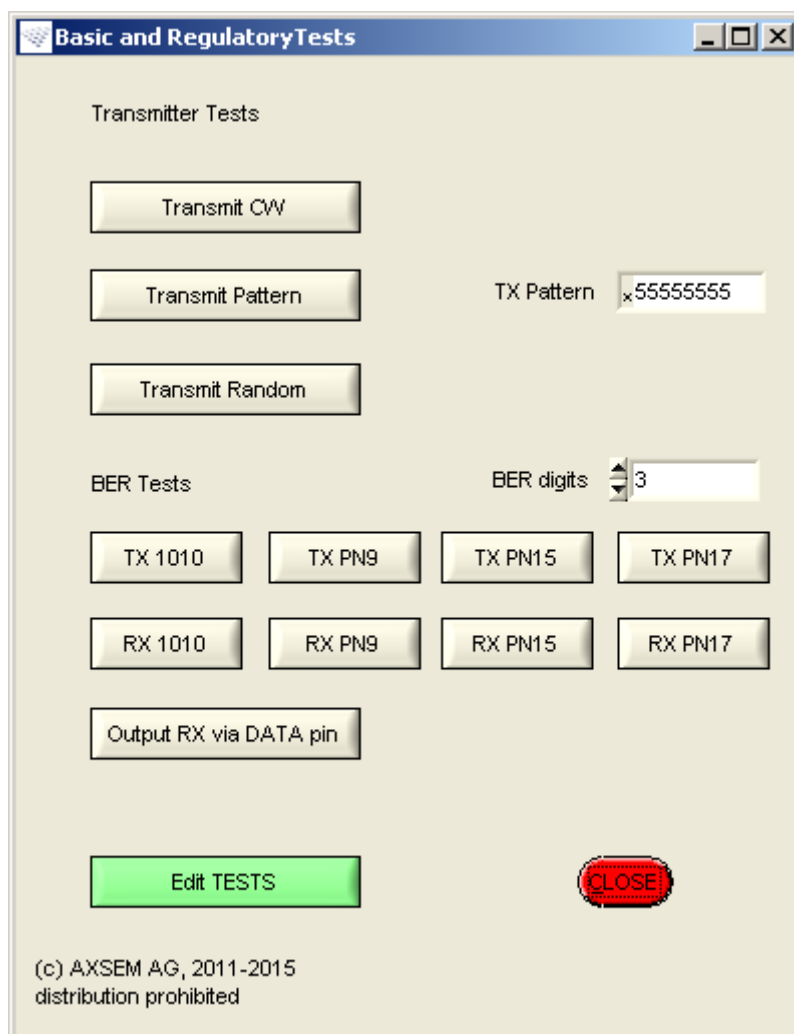 Basic and RegulatoryTests
Transmitter Tests
Transmit CW
Transmit Pattern
TX Pattern
x55555555
Transmit Random
BER Tests
BER digits
3
TX 1010
TX PN9
TX PN15
TX PN17
RX 1010
RX PN9
RX PN15
RX PN17
Output RX via DATA pin
Edit TESTS
CLOSE
(c) AXSEM AG, 2011-2015
distribution prohibited